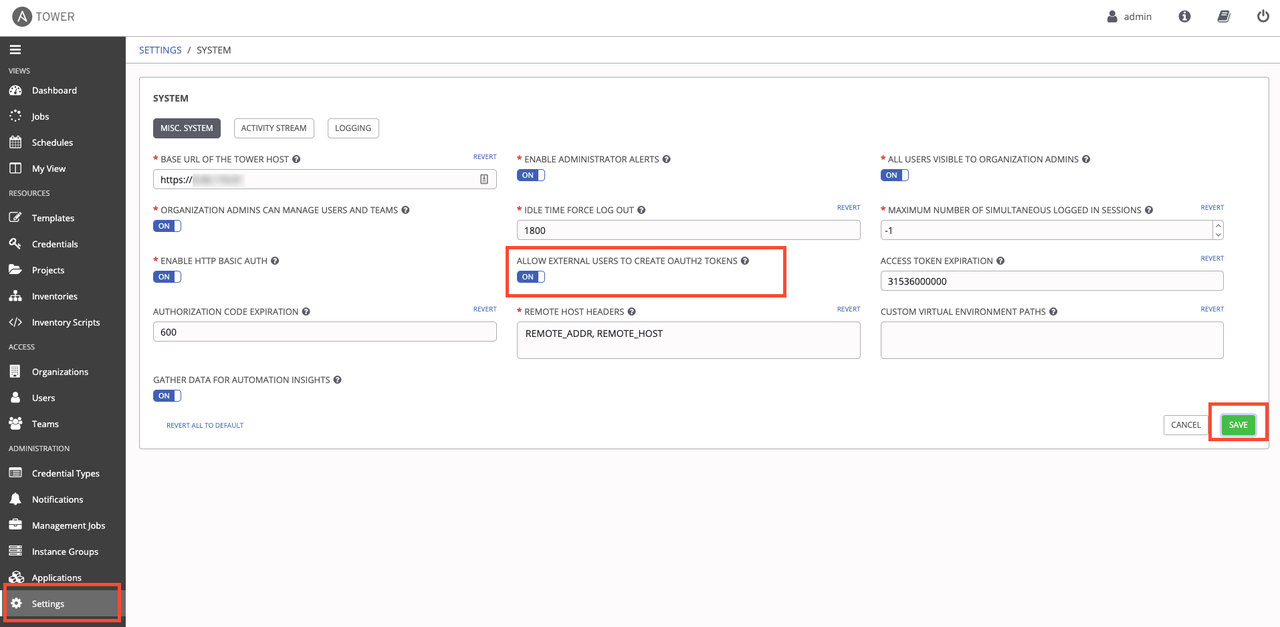 A TOWER
admin
VIEWS
Dashboard
Jobs
Schedules
My View
RESOURCES
Templates
Credentials
Projects
Inventories
Inventory Scripts
ACCESS
Organizations
Users
Teams
ADMINISTRATION
Credential Types
Notifications
Management Jobs
Instance Groups
Applications
Settings
SETTINGS / SYSTEM
SYSTEM
MISC. SYSTEM ACTIVITY STREAM LOGGING
* BASE URL OF THE TOWER HOST ? REVERT
https://
* ENABLE ADMINISTRATOR ALERTS ?
ON
* ALL USERS VISIBLE TO ORGANIZATION ADMINS ?
ON
* ORGANIZATION ADMINS CAN MANAGE USERS AND TEAMS ?
ON
* IDLE TIME FORCE LOG OUT ? REVERT
1800
* MAXIMUM NUMBER OF SIMULTANEOUS LOGGED IN SESSIONS ? REVERT
-1
* ENABLE HTTP BASIC AUTH ?
ON
ALLOW EXTERNAL USERS TO CREATE OAUTH2 TOKENS ?
ON
ACCESS TOKEN EXPIRATION ? REVERT
31536000000
AUTHORIZATION CODE EXPIRATION ? REVERT
600
* REMOTE HOST HEADERS ? REVERT
REMOTE_ADDR, REMOTE_HOST
CUSTOM VIRTUAL ENVIRONMENT PATHS ? REVERT
GATHER DATA FOR AUTOMATION INSIGHTS ?
ON
REVERT ALL TO DEFAULT
CANCEL SAVE